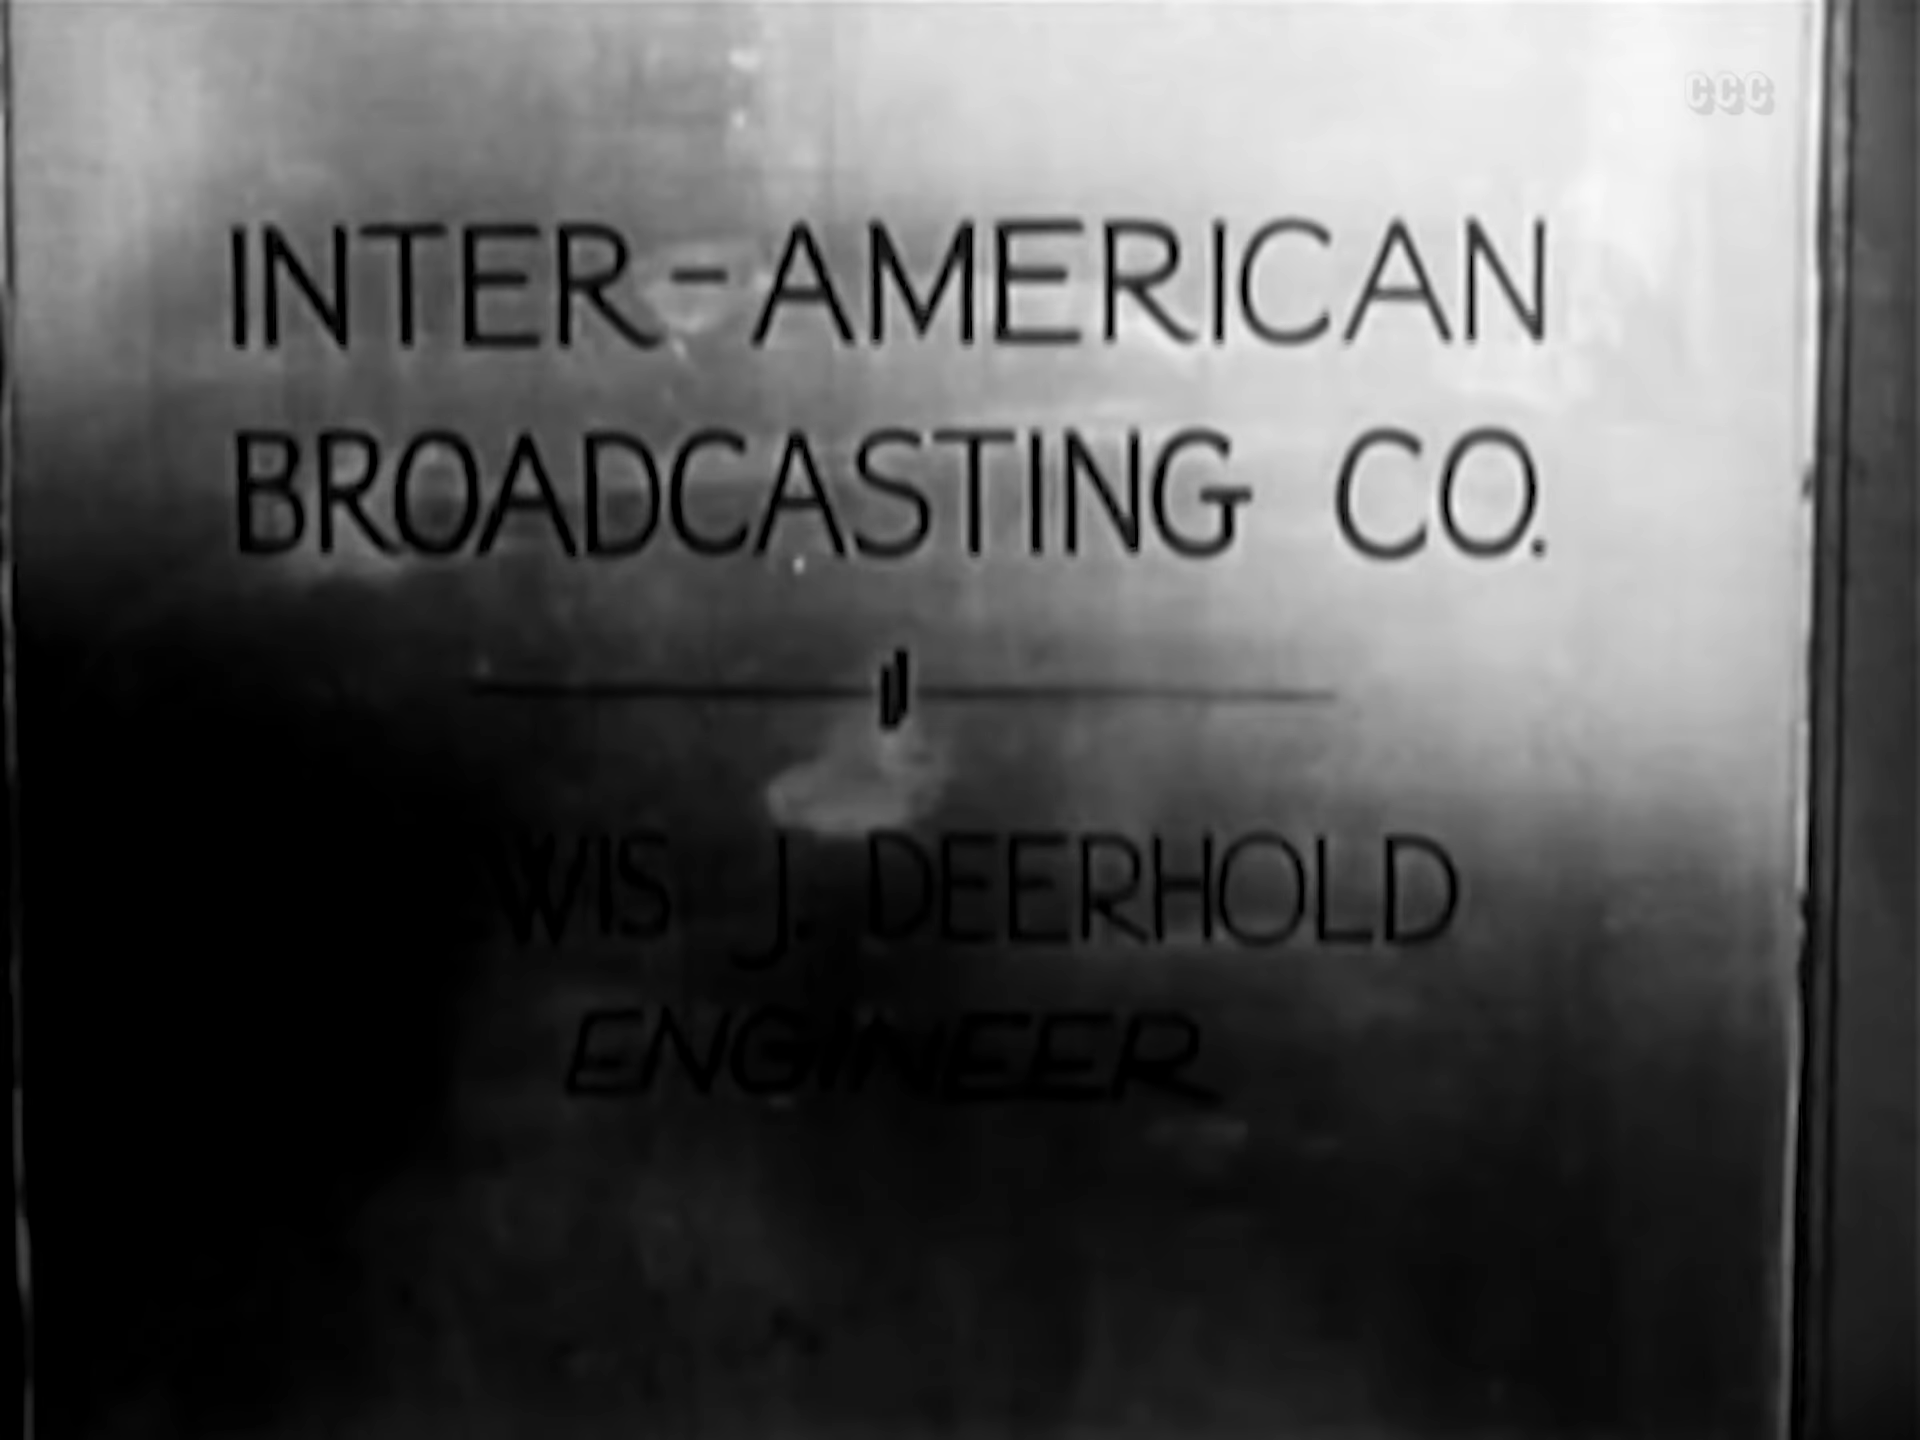 CCC
INTER-AMERICAN
BROADCASTING CO.
WIS J. DEERHOLD
ENGINEER